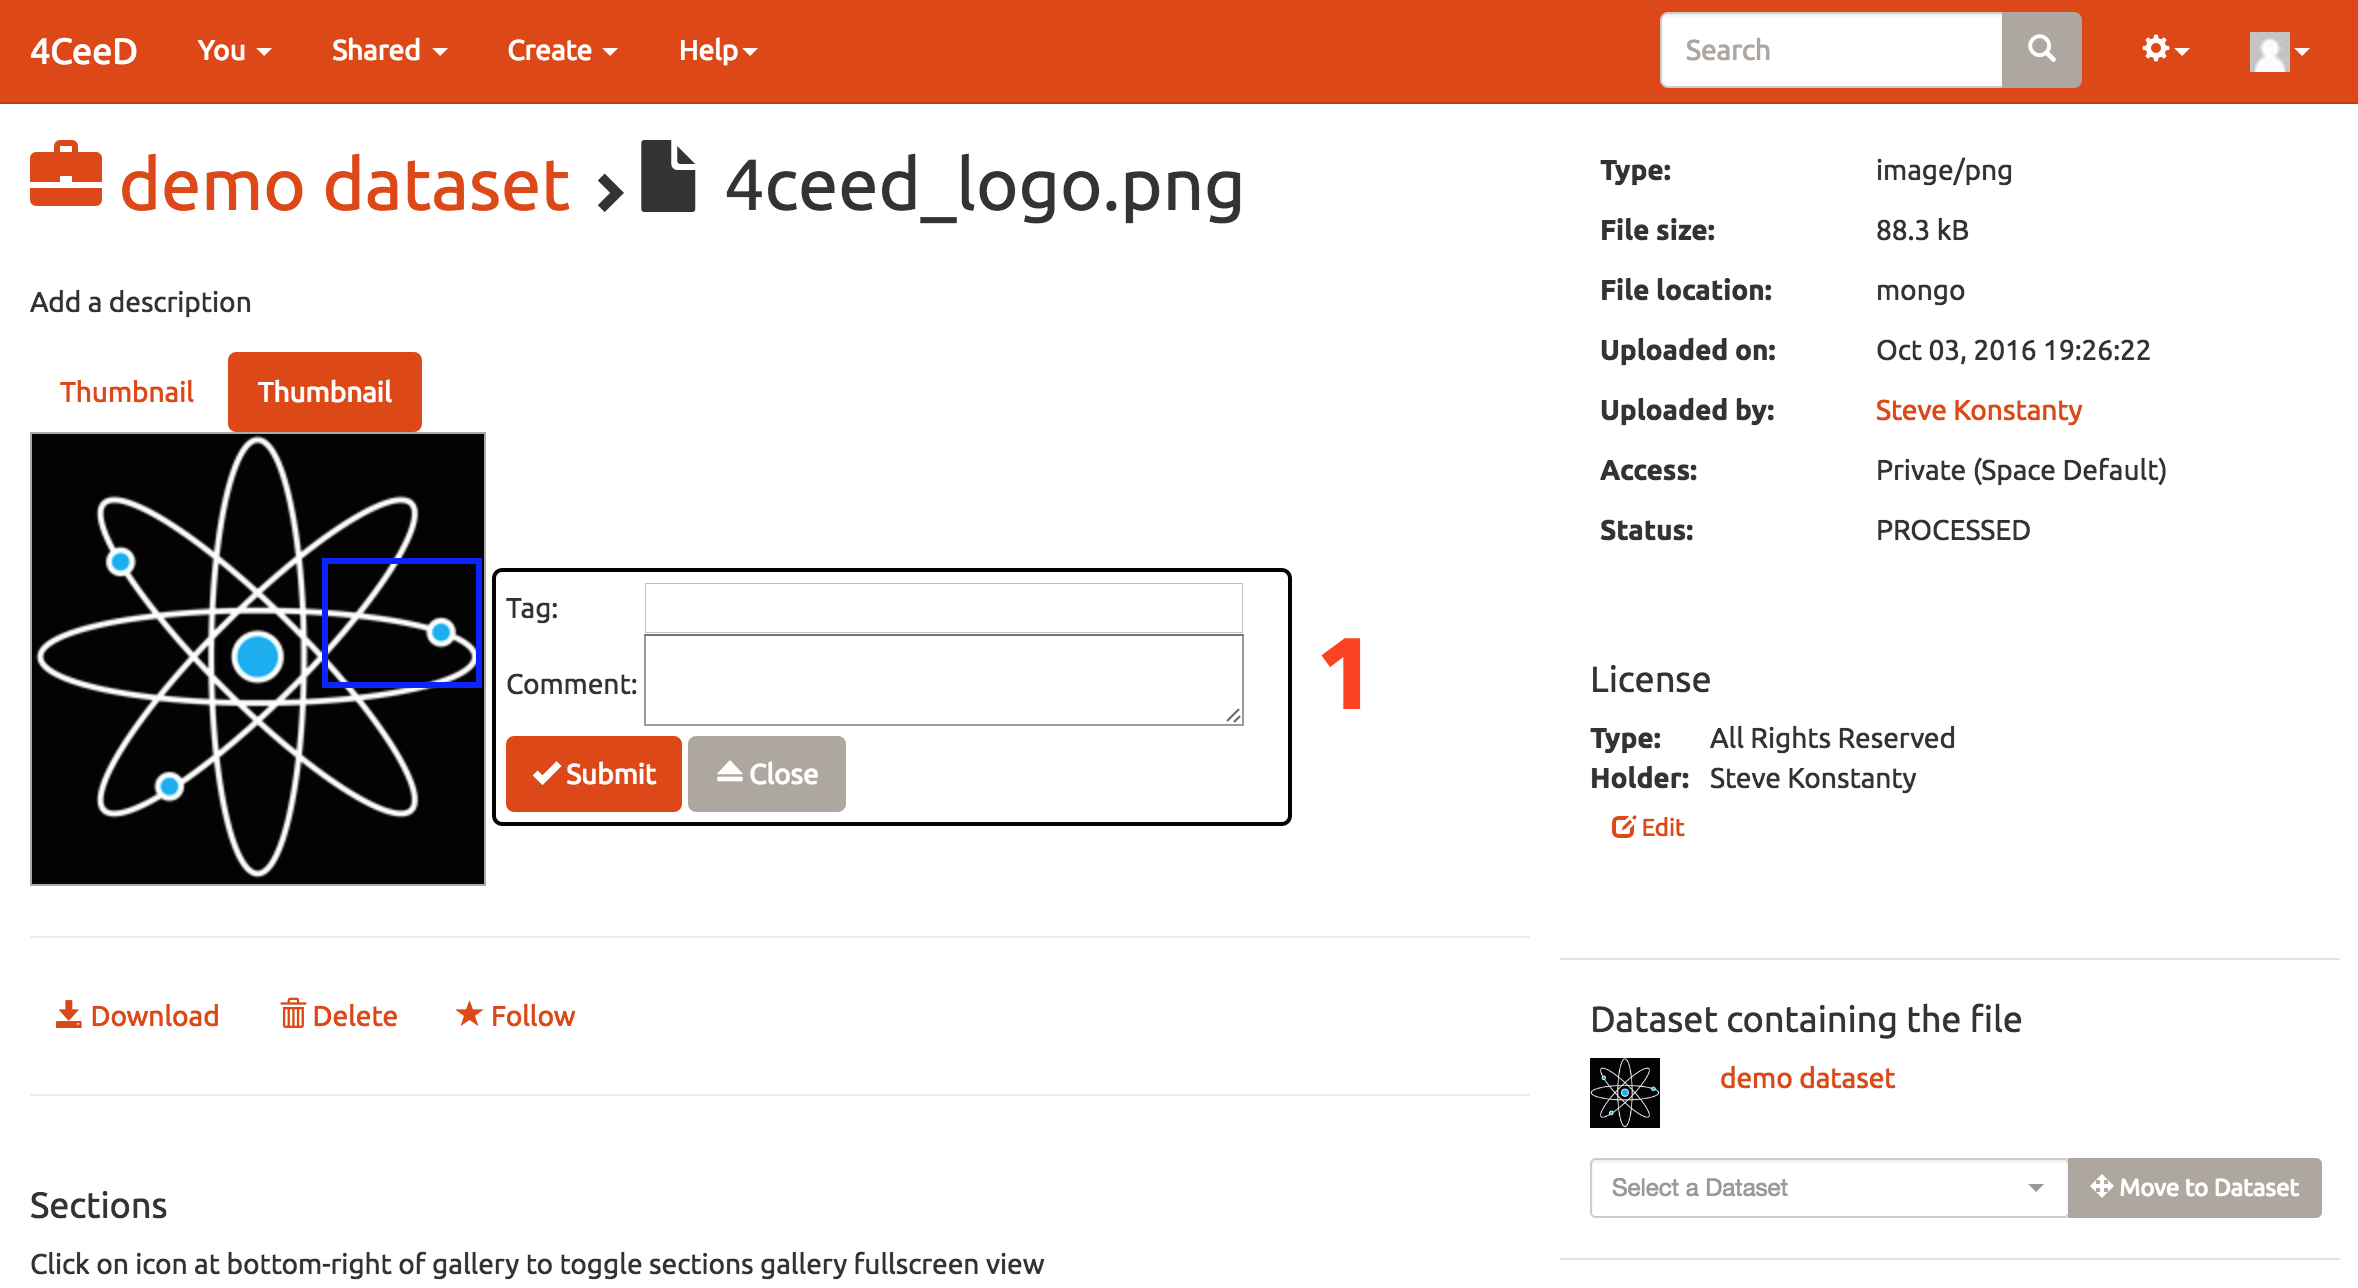 4CeeD You Shared Create Help Search
demo dataset 4ceed_logo.png
Add a description
Thumbnail Thumbnail
Tag:
Comment:
Submit Close
1
Download Delete Follow
Sections
Click on icon at bottom-right of gallery to toggle sections gallery fullscreen view
Type: image/png
File size: 88.3 kB
File location: mongo
Uploaded on: Oct 03, 2016 19:26:22
Uploaded by: Steve Konstanty
Access: Private (Space Default)
Status: PROCESSED
License
Type: All Rights Reserved
Holder: Steve Konstanty
Edit
Dataset containing the file
demo dataset
Select a Dataset Move to Dataset